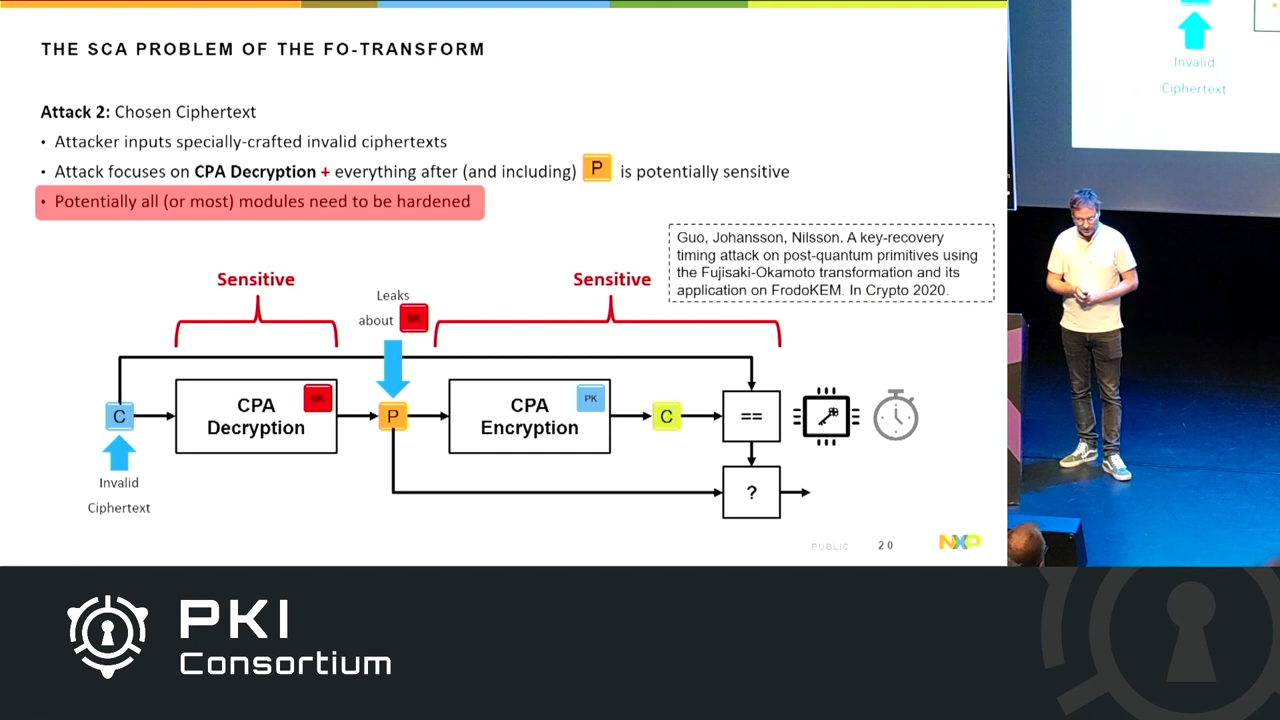 THE SCA PROBLEM OF THE FO-TRANSFORM
Attack 2: Chosen Ciphertext
• Attacker inputs specially-crafted invalid ciphertexts
• Attack focuses on CPA Decryption + everything after (and including) P is potentially sensitive
• Potentially all (or most) modules need to be hardened
Guo, Johansson, Nilsson. A key-recovery
timing attack on post-quantum primitives using
the Fujisaki-Okamoto transformation and its
application on FrodoKEM. In Crypto 2020.
Sensitive
Sensitive
Leaks
about SK
C
CPA
Decryption
SK
P
CPA
Encryption
PK
C
==
?
Invalid
Ciphertext
PUBLIC
20
NXP
Invalid
Ciphertext
PKI
Consortium